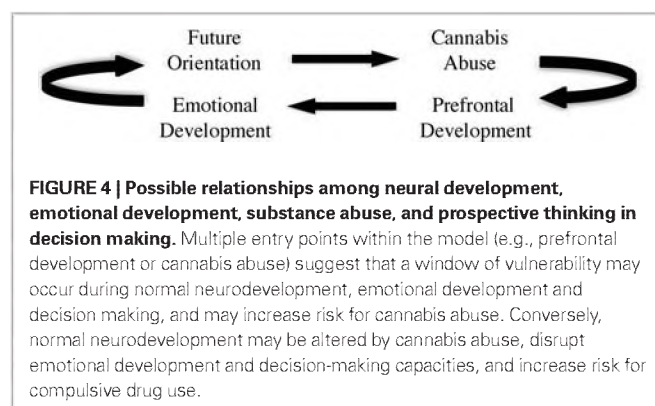 Future
Orientation
Cannabis
Abuse
Emotional
Development
Prefrontal
Development
FIGURE 4 | Possible relationships among neural development,
emotional development, substance abuse, and prospective thinking in
decision making. Multiple entry points within the model (e.g., prefrontal
development or cannabis abuse) suggest that a window of vulnerability may
occur during normal neurodevelopment, emotional development and
decision making, and may increase risk for cannabis abuse. Conversely,
normal neurodevelopment may be altered by cannabis abuse, disrupt
emotional development and decision-making capacities, and increase risk for
compulsive drug use.